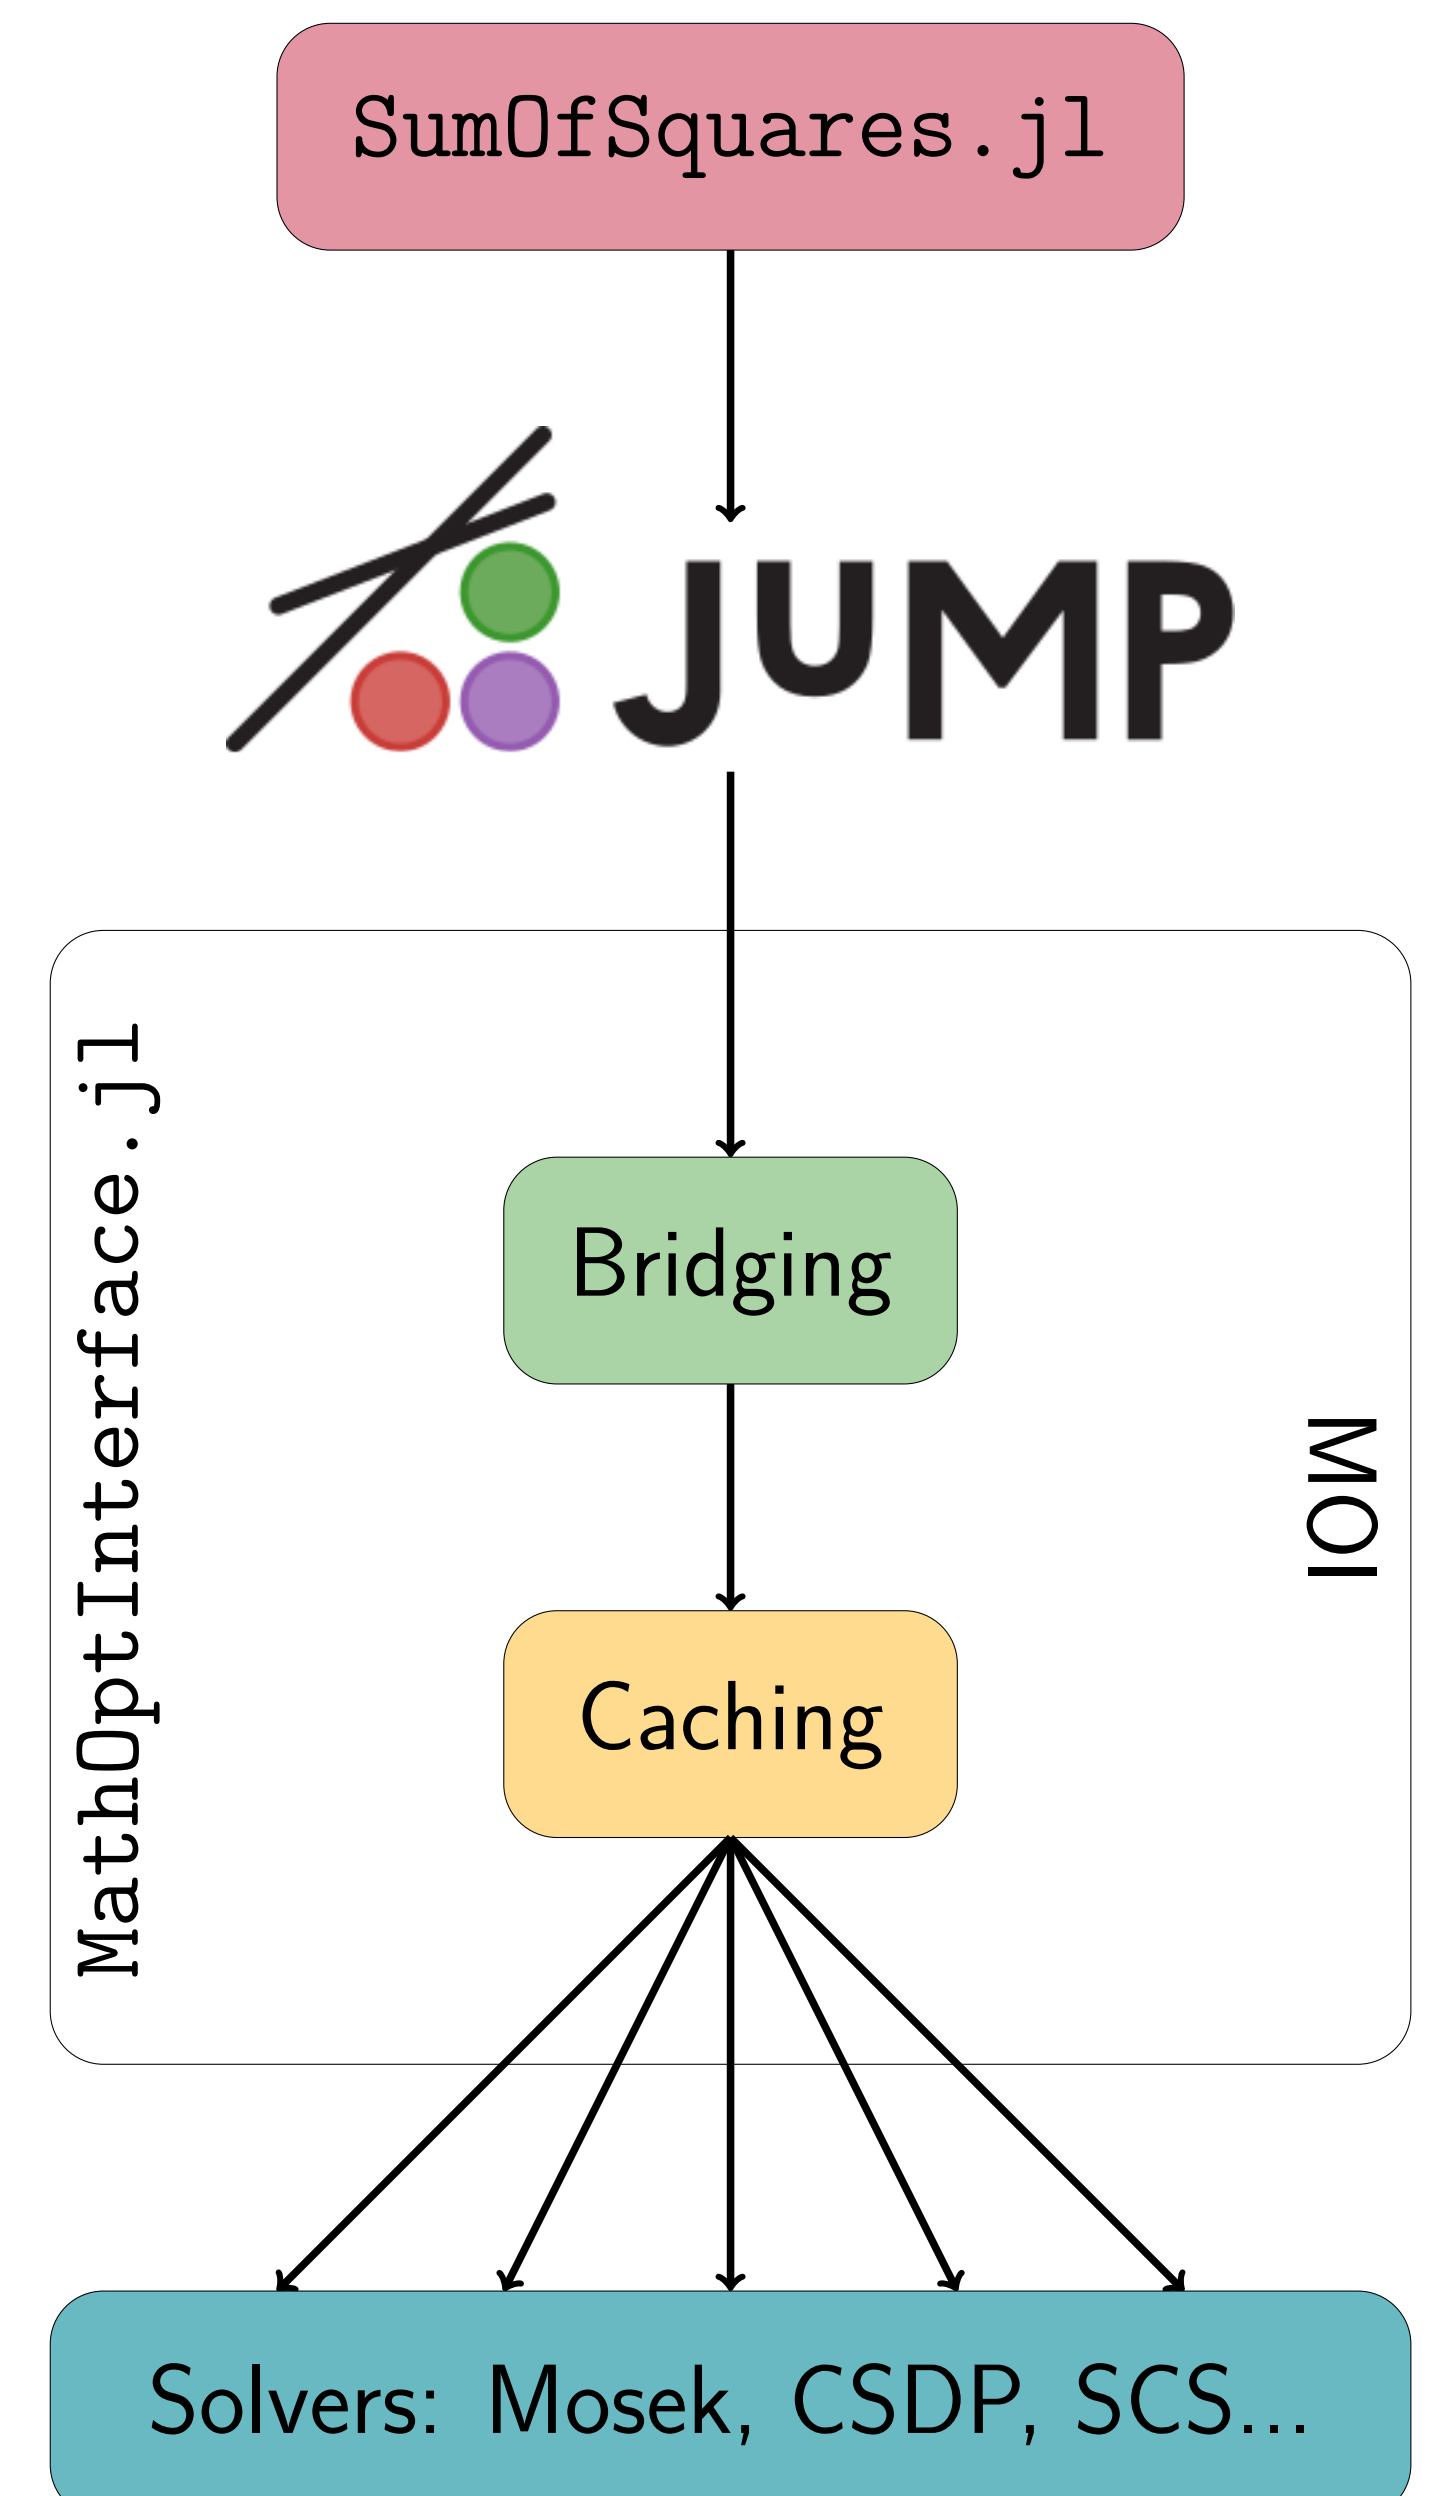 SumOfSquares.jl
JuMP
MathOptInterface.jl
Bridging
MOI
Caching
Solvers: Mosek, CSDP, SCS...